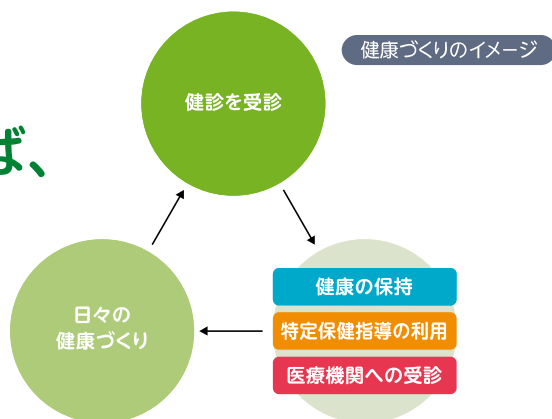 健康づくりのイメージ
健診を受診
ば、
健康の保持
日々の
健康づくり
特定保健指導の利用
医療機関への受診